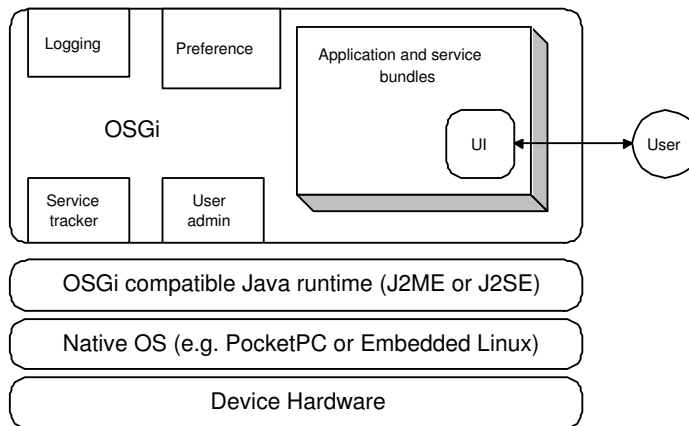 Logging
Preference
Application and service
bundles
OSGi
UI
User
Service
tracker
User
admin
OSGi compatible Java runtime (J2ME or J2SE)
Native OS (e.g. PocketPC or Embedded Linux)
Device Hardware